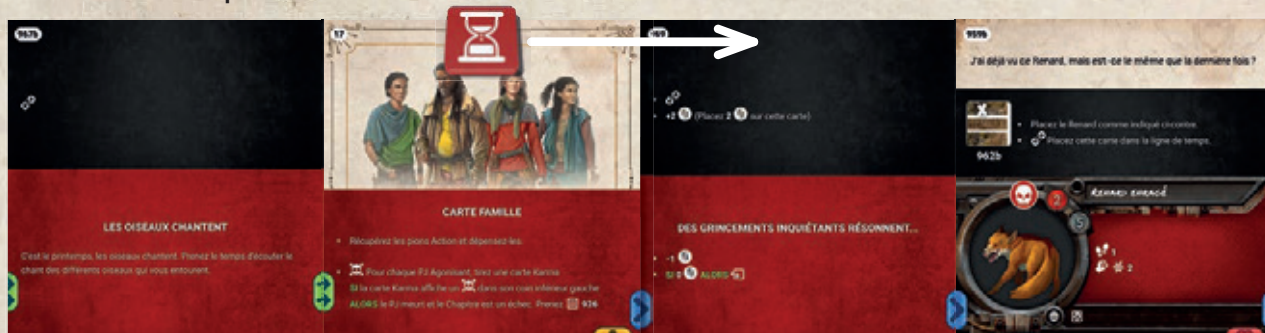 967b
LES OISEAUX CHANTENT
C'est le printemps, les oiseaux chantent. Prenez le temps d'écouter le
chant des différents oiseaux qui vous entourent.
17
CARTE FAMILLE
• Récupérez les pions Action et dépensez-les.
• Pour chaque PJ Agonisant, tirez une carte Karma
SI la carte Karma affiche un dans son coin inférieur gauche
ALORS le PJ meurt et le Chapitre est un échec. Prenez 926
• +2 (Placez 2 sur cette carte)
DES GRINCEMENTS INQUIÉTANTS RÉSONNENT...
• -1
• SI 0 ALORS
959b
J'ai déjà vu ce Renard, mais est-ce le même que la dernière fois ?
X
962b
• Placez le Renard comme indiqué ci-contre.
• Placez cette carte dans la ligne de temps.
RENARD ENRAGÉ
2
5
1
2